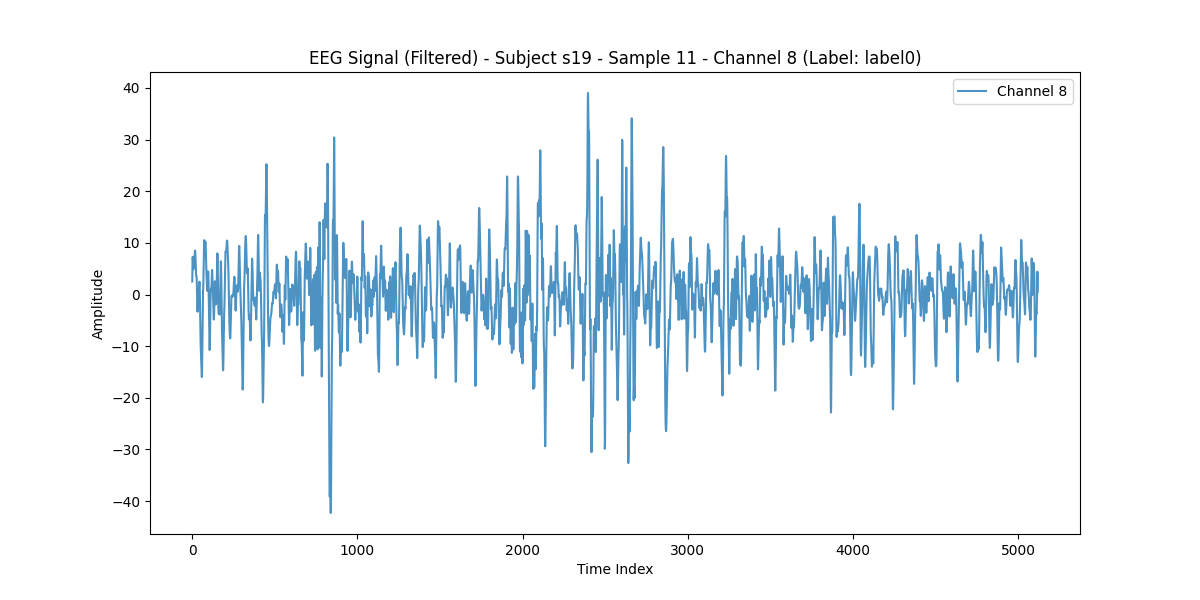 EEG Signal (Filtered) - Subject s19 - Sample 11 - Channel 8 (Label: label0)
Channel 8
Amplitude
40
30
20
10
0
−10
−20
−30
−40
0 1000 2000 3000 4000 5000
Time Index